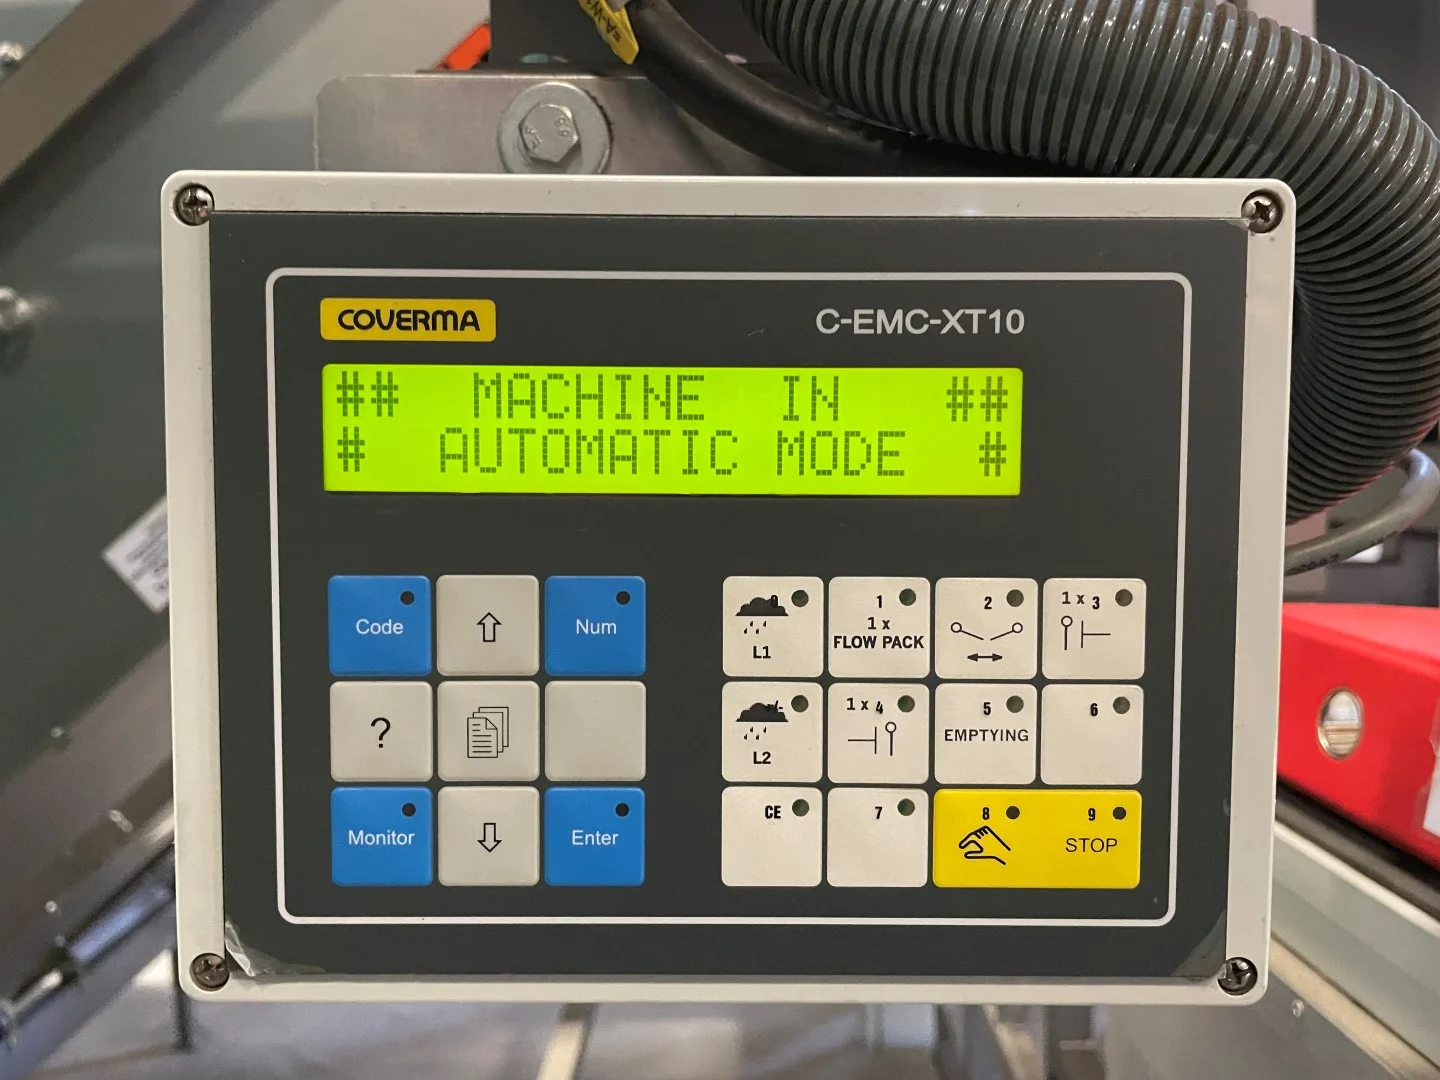 COVERMA
C-EMC-XT10
## MACHINE IN ##
# AUTOMATIC MODE #
Code
Num
?
Monitor
Enter
0
L1
1
1 x
FLOW PACK
2
1 x 3
+/-
L2
1 x 4
5
EMPTYING
6
CE
7
8
9
STOP